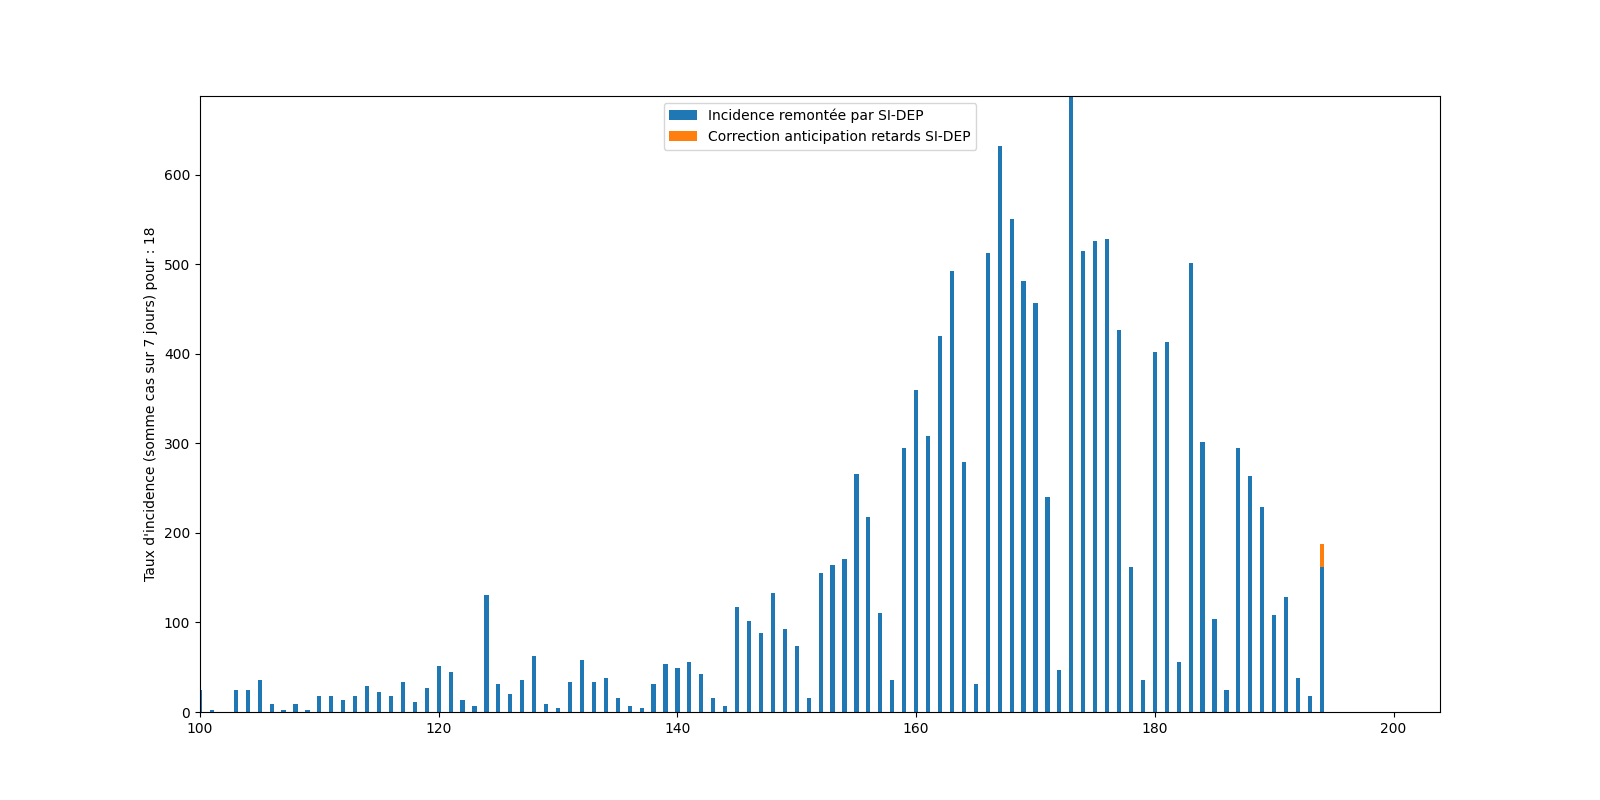 Incidence remontée par SI-DEP
Correction anticipation retards SI-DEP
Taux d'incidence (somme cas sur 7 jours) pour : 18
600
500
400
300
200
100
0
100 120 140 160 180 200